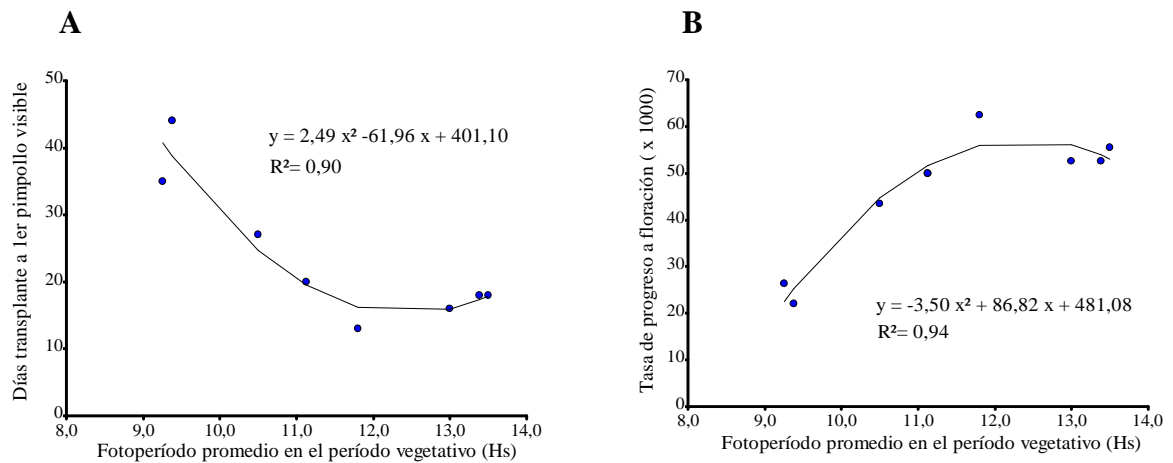 A
Días transplante a 1er pimpollo visible
50
40
30
20
10
0
y = 2,49 x² -61,96 x + 401,10
R²= 0,90
8,0 9,0 10,0 11,0 12,0 13,0 14,0
Fotoperíodo promedio en el período vegetativo (Hs)
B
Tasa de progreso a floración ( x 1000)
70
60
50
40
30
20
10
0
y = -3,50 x² + 86,82 x + 481,08
R²= 0,94
8,0 9,0 10,0 11,0 12,0 13,0 14,0
Fotoperíodo promedio en el período vegetativo (Hs)